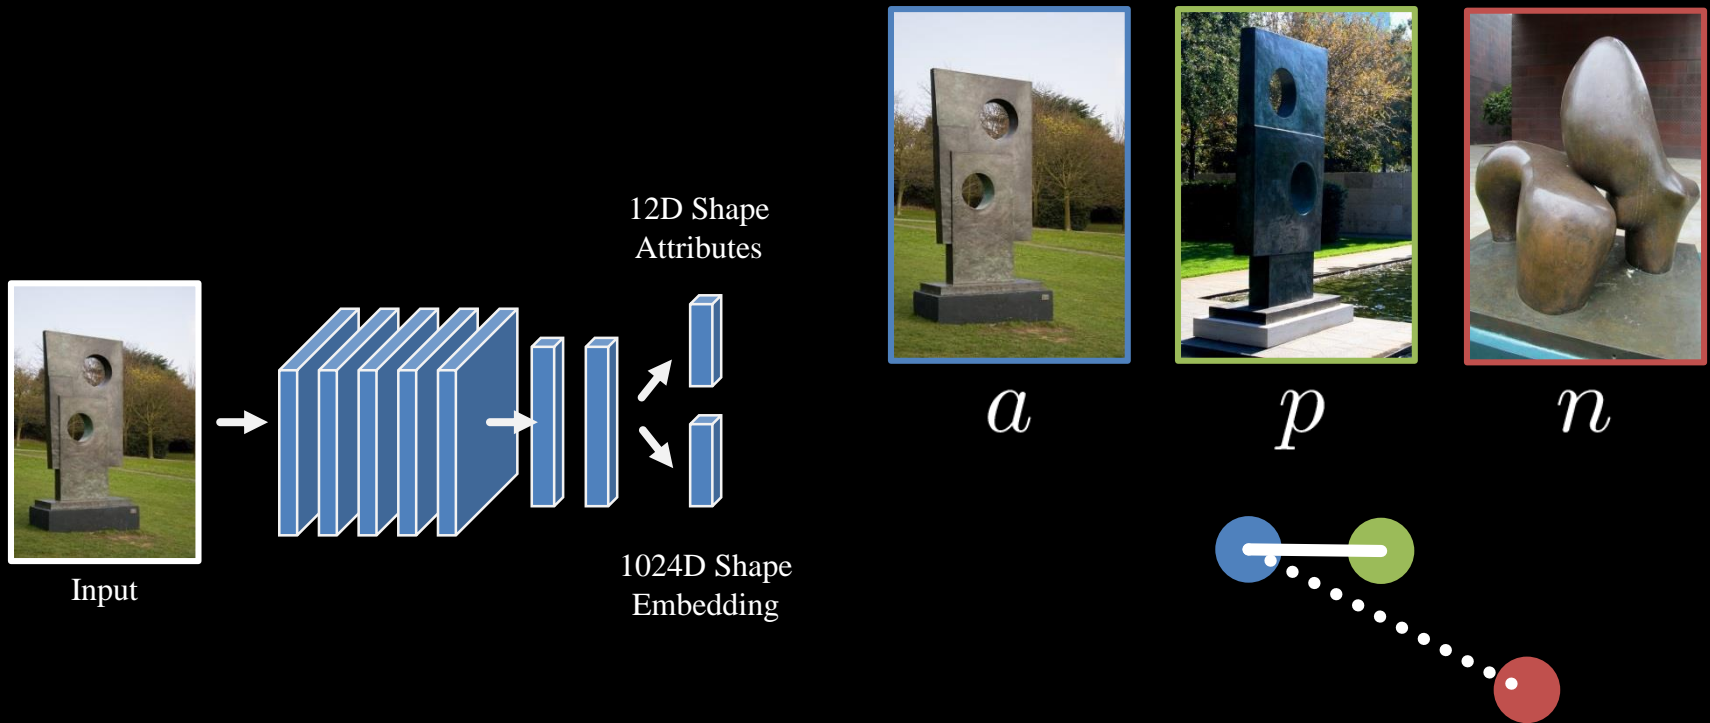 12D Shape
Attributes
Input
1024D Shape
Embedding
a
p
n